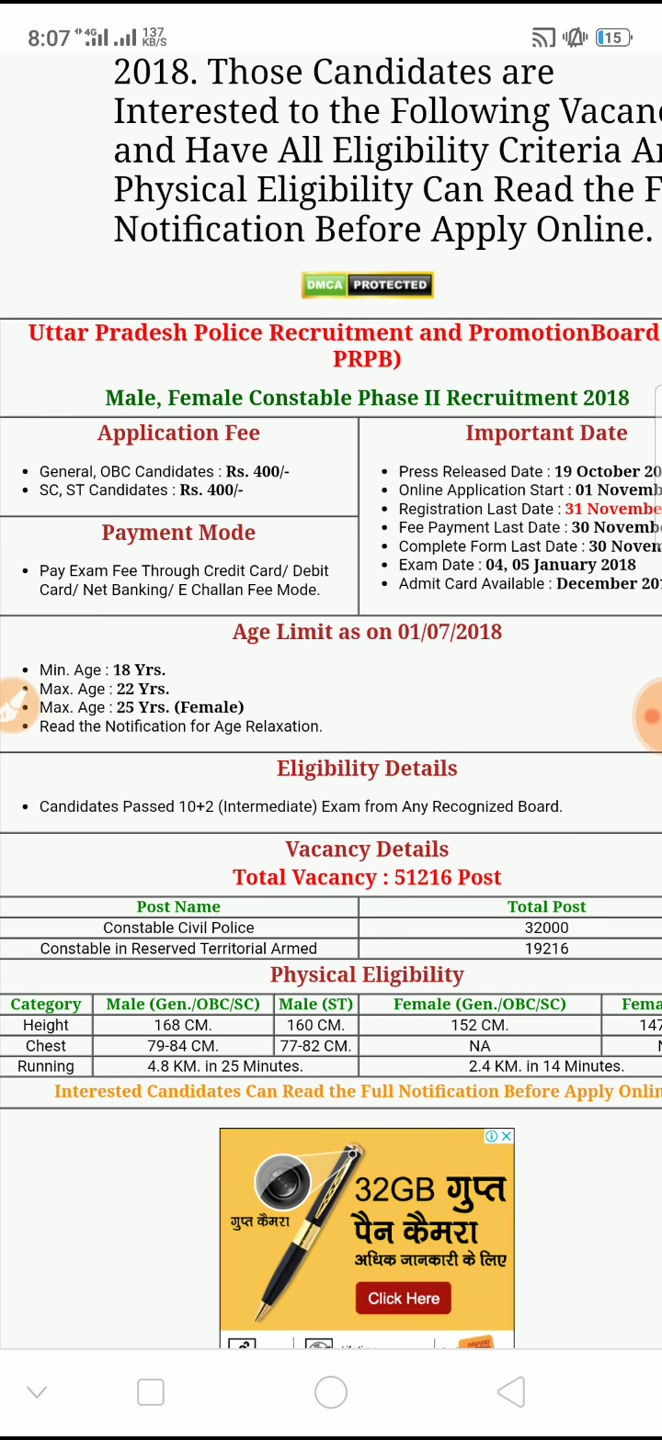 8:07 4G 137 KB/S 15
2018. Those Candidates are
Interested to the Following
and Have All Eligibility Criteria
Physical Eligibility Can Read the
Notification Before Apply Online.
DMCA PROTECTED
Uttar Pradesh Police Recruitment and PromotionBoard
PRPB)
Male, Female Constable Phase II Recruitment 2018
Application Fee
• General, OBC Candidates : Rs. 400/-
• SC, ST Candidates : Rs. 400/-
Payment Mode
• Pay Exam Fee Through Credit Card/ Debit
Card/ Net Banking/ E Challan Fee Mode.
Important Date
• Press Released Date : 19 October
• Online Application Start : 01
• Registration Last Date : 31
• Fee Payment Last Date : 30
• Complete Form Last Date : 30
• Exam Date : 04, 05 January 2018
• Admit Card Available : December
Age Limit as on 01/07/2018
• Min. Age : 18 Yrs.
• Max. Age : 22 Yrs.
• Max. Age : 25 Yrs. (Female)
• Read the Notification for Age Relaxation.
Eligibility Details
• Candidates Passed 10+2 (Intermediate) Exam from Any Recognized Board.
Vacancy Details
Total Vacancy : 51216 Post
Post Name Total Post
Constable Civil Police 32000
Constable in Reserved Territorial Armed 19216
Physical Eligibility
Category Male (Gen./OBC/SC) Male (ST) Female (Gen./OBC/SC)
Height 168 CM. 160 CM. 152 CM. 147
Chest 79-84 CM. 77-82 CM. NA
Running 4.8 KM. in 25 Minutes. 2.4 KM. in 14 Minutes.
Interested Candidates Can Read the Full Notification Before Apply
32GB गुप्त
पैन कैमरा
गुप्त कैमरा
अधिक जानकारी के लिए
Click Here